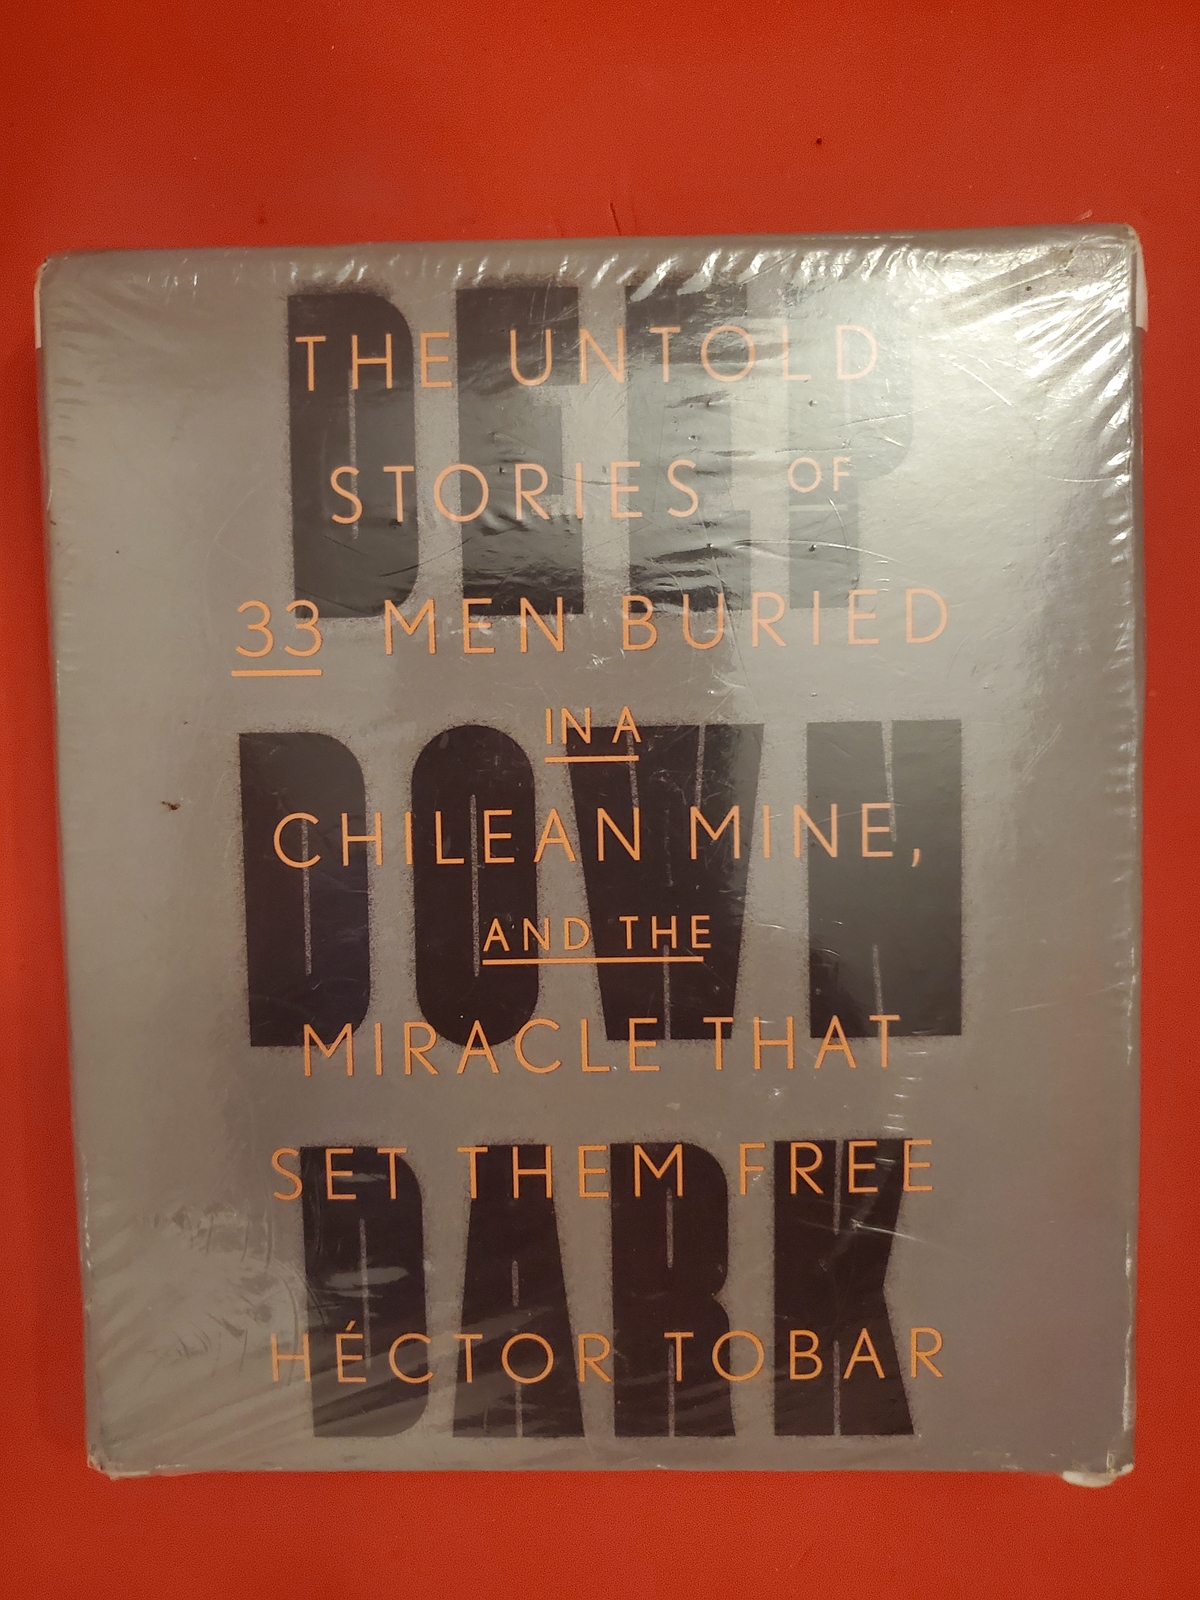 DEEP
THE UNTOLD
STORIES OF
33 MEN BURIED
IN A
DOWN
CHILEAN MINE,
AND THE
MIRACLE THAT
SET THEM FREE
DARK
HÉCTOR TOBAR